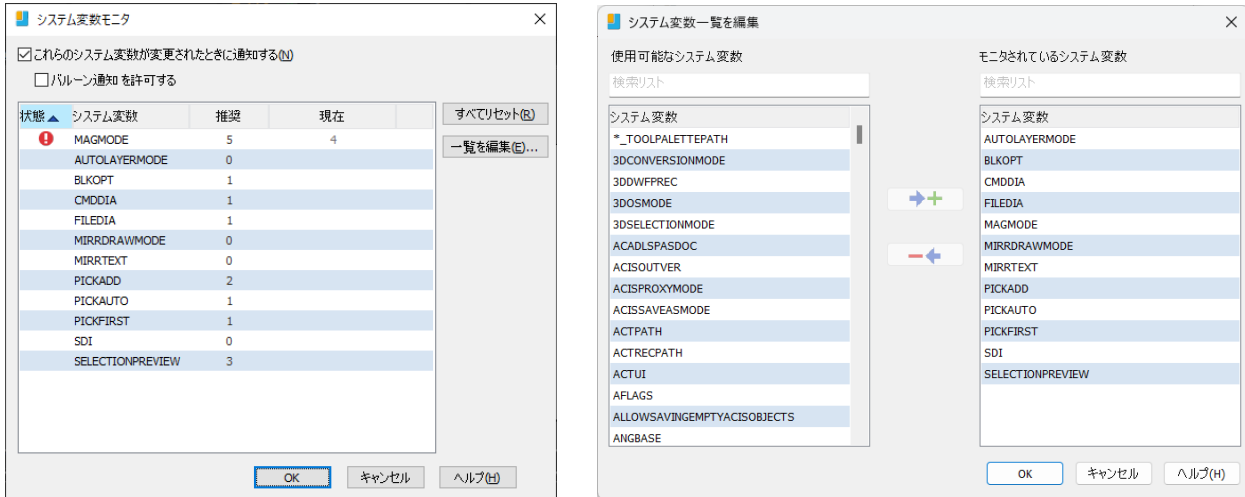 システム変数モニタ
これらのシステム変数が変更されたときに通知する(N)
バルーン通知を許可する
状態 システム変数 推奨 現在
MAGMODE 5 4
AUTOLAYERMODE 0
BLKOPT 1
CMDDIA 1
FILEDIA 1
MIRRDRAWMODE 0
MIRRTEXT 0
PICKADD 2
PICKAUTO 1
PICKFIRST 1
SDI 0
SELECTIONPREVIEW 3
すべてリセット(R)
一覧を編集(E)...
OK キャンセル ヘルプ(H)
システム変数一覧を編集
使用可能なシステム変数
検索リスト
システム変数
*_TOOLPALETTEPATH
3DCONVERSIONMODE
3DDWFPREC
3DOSMODE
3DSELECTIONMODE
ACADLSPASDOC
ACISOUTVER
ACISPROXYMODE
ACISSAVEASMODE
ACTPATH
ACTRECPATH
ACTUI
AFLAGS
ALLOWSAVINGEMPTYACISOBJECTS
ANGBASE
モニタされているシステム変数
検索リスト
システム変数
AUTOLAYERMODE
BLKOPT
CMDDIA
FILEDIA
MAGMODE
MIRRDRAWMODE
MIRRTEXT
PICKADD
PICKAUTO
PICKFIRST
SDI
SELECTIONPREVIEW
OK キャンセル ヘルプ(H)